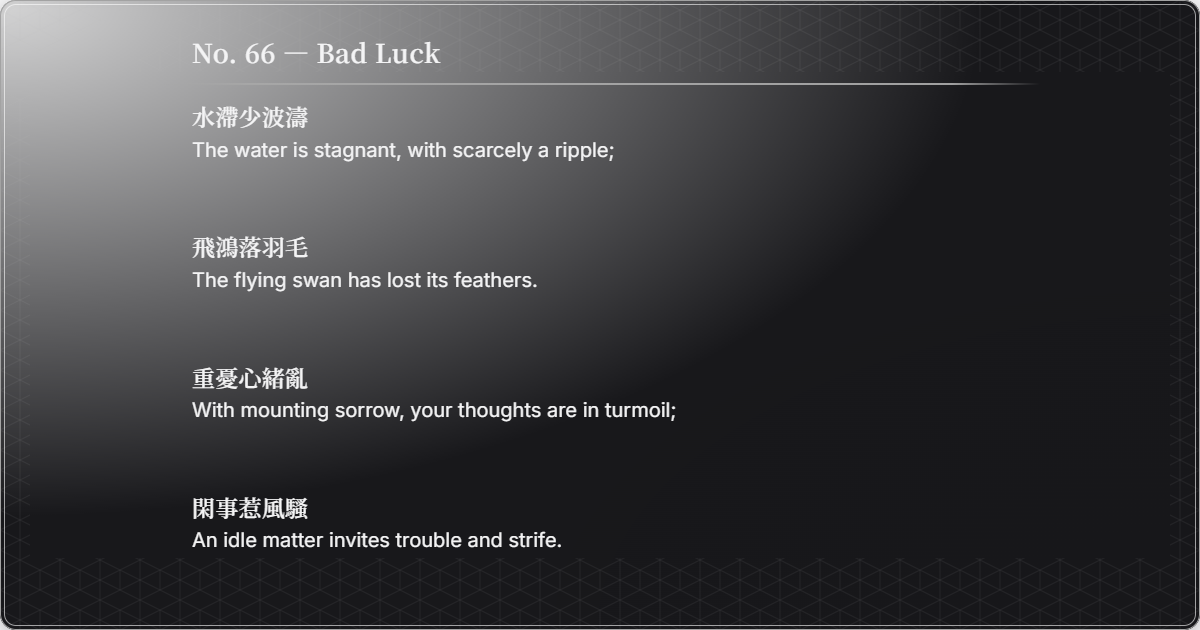 No. 66 — Bad Luck
水滯少波濤
The water is stagnant, with scarcely a ripple;
飛鴻落羽毛
The flying swan has lost its feathers.
重憂心緒亂
With mounting sorrow, your thoughts are in turmoil;
閑事惹風騷
An idle matter invites trouble and strife.